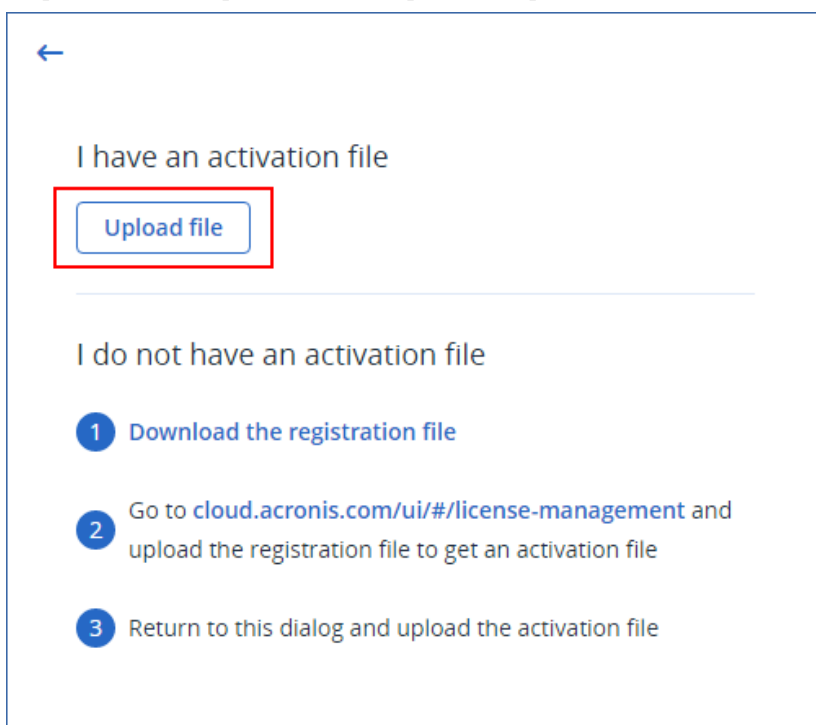 I have an activation file
Upload file
I do not have an activation file
1 Download the registration file
2 Go to cloud.acronis.com/ui/#/license-management and
upload the registration file to get an activation file
3 Return to this dialog and upload the activation file